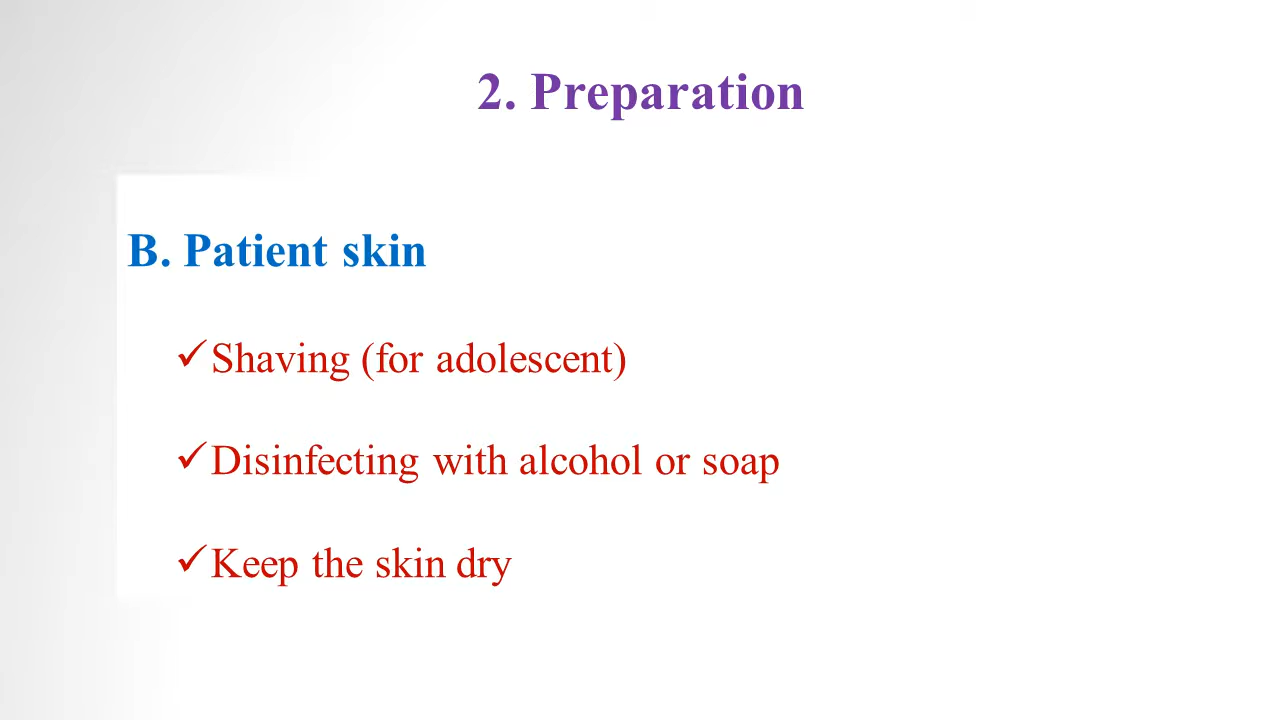 2. Preparation
B. Patient skin
✓Shaving (for adolescent)
✓Disinfecting with alcohol or soap
✓Keep the skin dry